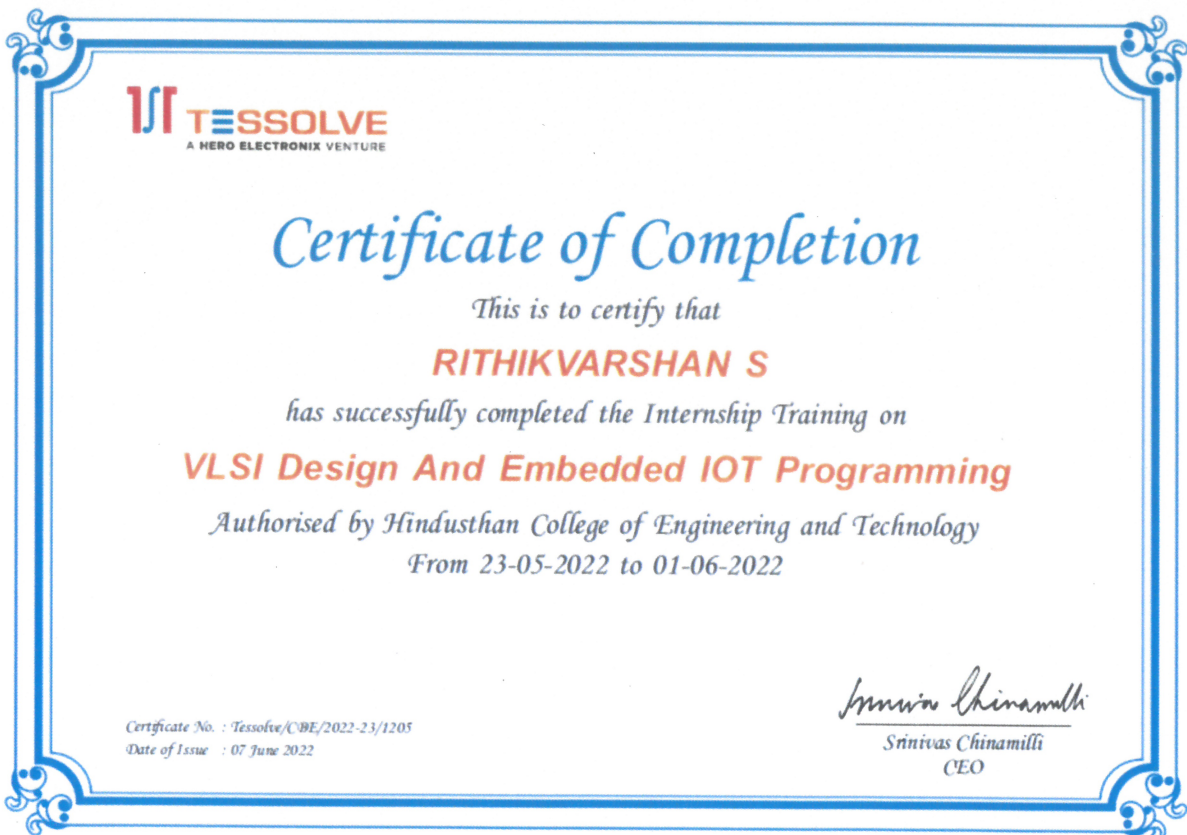 TESSOLVE
A HERO ELECTRONIX VENTURE
Certificate of Completion
This is to certify that
RITHIKVARSHAN S
has successfully completed the Internship Training on
VLSI Design And Embedded IOT Programming
Authorised by Hindusthan College of Engineering and Technology
From 23-05-2022 to 01-06-2022
Certificate No. : Tessolve/CBE/2022-23/1205
Date of Issue : 07 June 2022
Srinivas Chinamilli
CEO